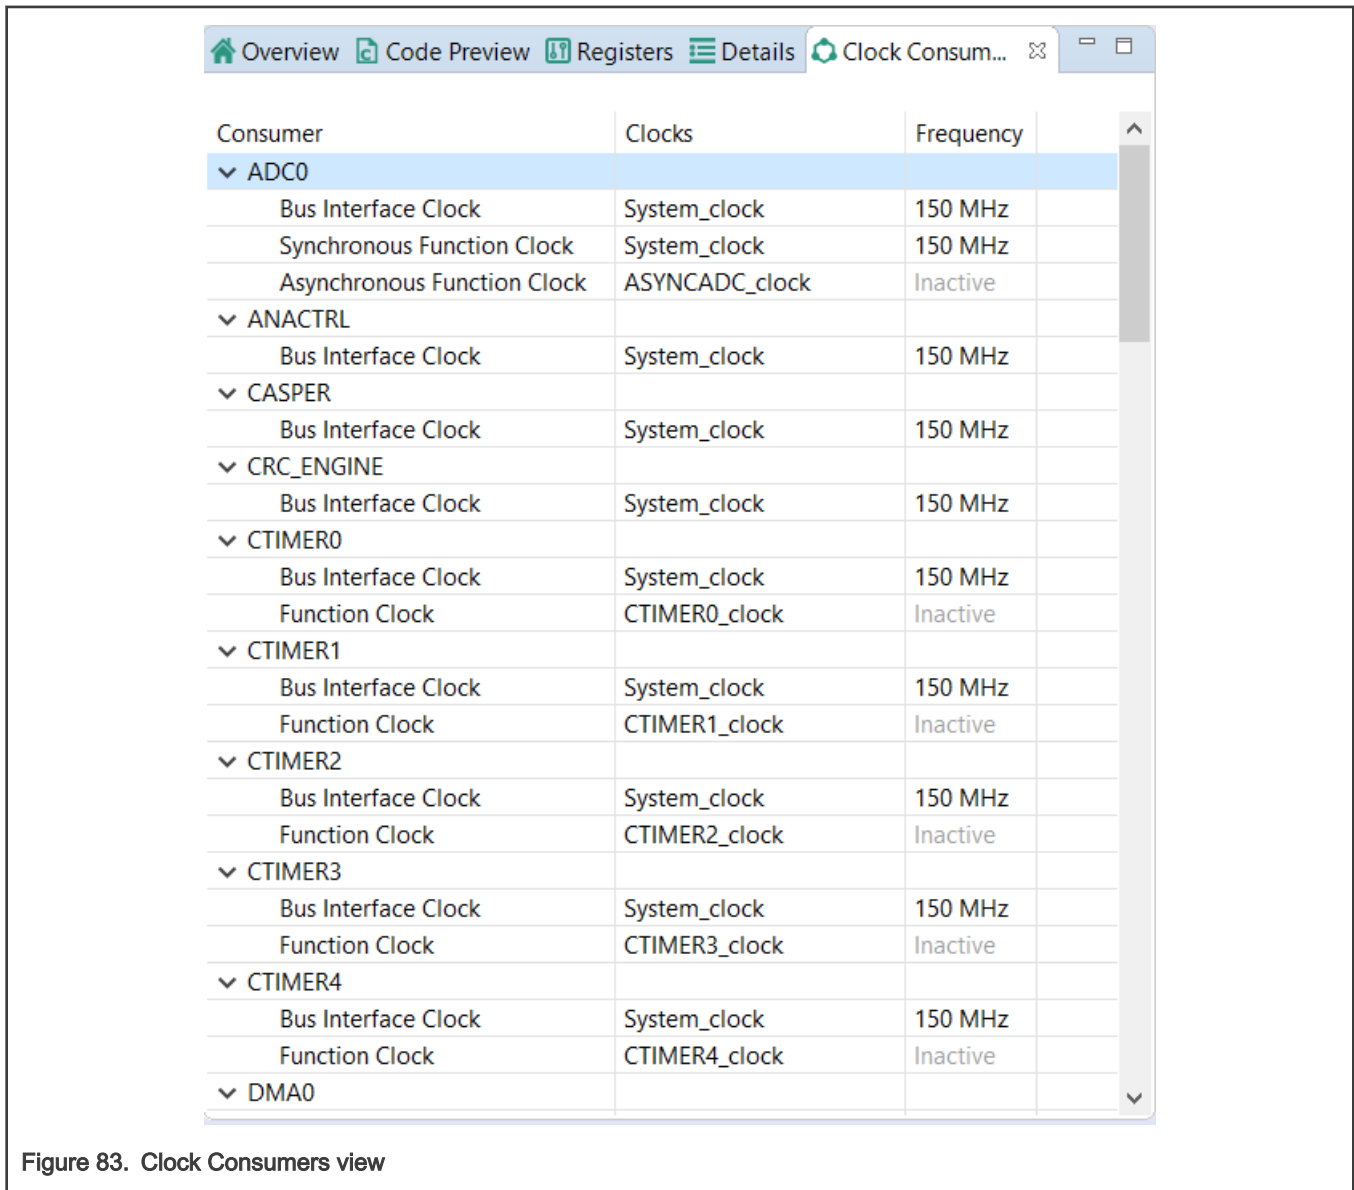 Overview Code Preview Registers Details Clock Consum...
Consumer Clocks Frequency
ADC0
Bus Interface Clock System_clock 150 MHz
Synchronous Function Clock System_clock 150 MHz
Asynchronous Function Clock ASYNCADC_clock Inactive
ANACTRL
Bus Interface Clock System_clock 150 MHz
CASPER
Bus Interface Clock System_clock 150 MHz
CRC_ENGINE
Bus Interface Clock System_clock 150 MHz
CTIMER0
Bus Interface Clock System_clock 150 MHz
Function Clock CTIMER0_clock Inactive
CTIMER1
Bus Interface Clock System_clock 150 MHz
Function Clock CTIMER1_clock Inactive
CTIMER2
Bus Interface Clock System_clock 150 MHz
Function Clock CTIMER2_clock Inactive
CTIMER3
Bus Interface Clock System_clock 150 MHz
Function Clock CTIMER3_clock Inactive
CTIMER4
Bus Interface Clock System_clock 150 MHz
Function Clock CTIMER4_clock Inactive
DMA0
Figure 83. Clock Consumers view